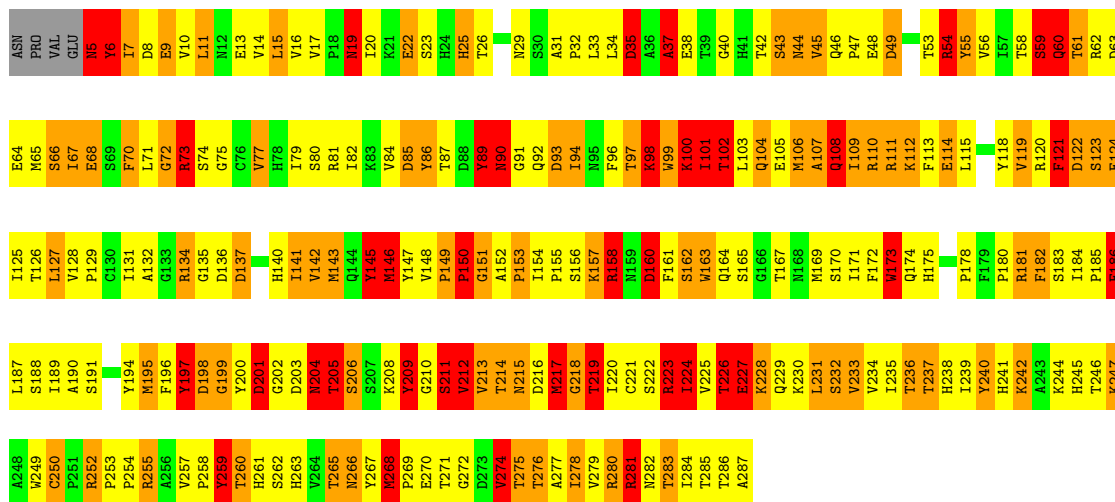 ASN PRO VAL GLU N5 Y6 I7 D8 E9 V10 L11 N12 E13 V14 L15 V16 V17 P18 N19 I20 K21 E22 S23 H24 H25 T26 N29 S30 A31 P32 L33 L34 D35 A36 A37 E38 T39 G40 H41 T42 S43 N44 V45 Q46 P47 E48 D49 T53 R54 Y55 V56 I57 T58 S59 Q60 T61 R62 D63
E64 M65 S66 I67 E68 S69 F70 L71 G72 R73 S74 G75 C76 V77 H78 I79 S80 R81 I82 K83 V84 D85 Y86 T87 D88 Y89 N90 G91 Q92 D93 I94 N95 F96 T97 K98 W99 K100 I101 T102 L103 Q104 E105 M106 A107 Q108 I109 R110 R111 K112 F113 E114 L115 Y118 V119 R120 F121 D122 S123 E124
I125 T126 L127 V128 P129 C130 I131 A132 G133 R134 G135 D136 D137 H140 I141 V142 M143 Q144 Y145 M146 Y147 V148 P149 P150 G151 A152 P153 I154 P155 S156 K157 R158 N159 D160 F161 S162 W163 Q164 S165 G166 T167 N168 M169 S170 I171 F172 W173 Q174 H175 P178 F179 P180 R181 F182 S183 I184 P185 F186
L187 S188 I189 A190 S191 Y194 M195 F196 Y197 D198 G199 Y200 D201 G202 D203 N204 T205 S206 S207 K208 Y209 G210 S211 V212 V213 T214 N215 D216 M217 G218 T219 I220 C221 S222 R223 I224 V225 T226 E227 K228 Q229 K230 L231 S232 V233 V234 I235 T236 T237 H238 I239 Y240 H241 K242 A243 K244 H245 T246 K247
A248 W249 C250 P251 R252 P253 P254 R255 A256 V257 P258 Y259 T260 H261 S262 H263 V264 T265 N266 Y267 M268 P269 E270 T271 G272 D273 V274 T275 T276 A277 I278 V279 R280 R281 N282 T283 I284 T285 T286 A287